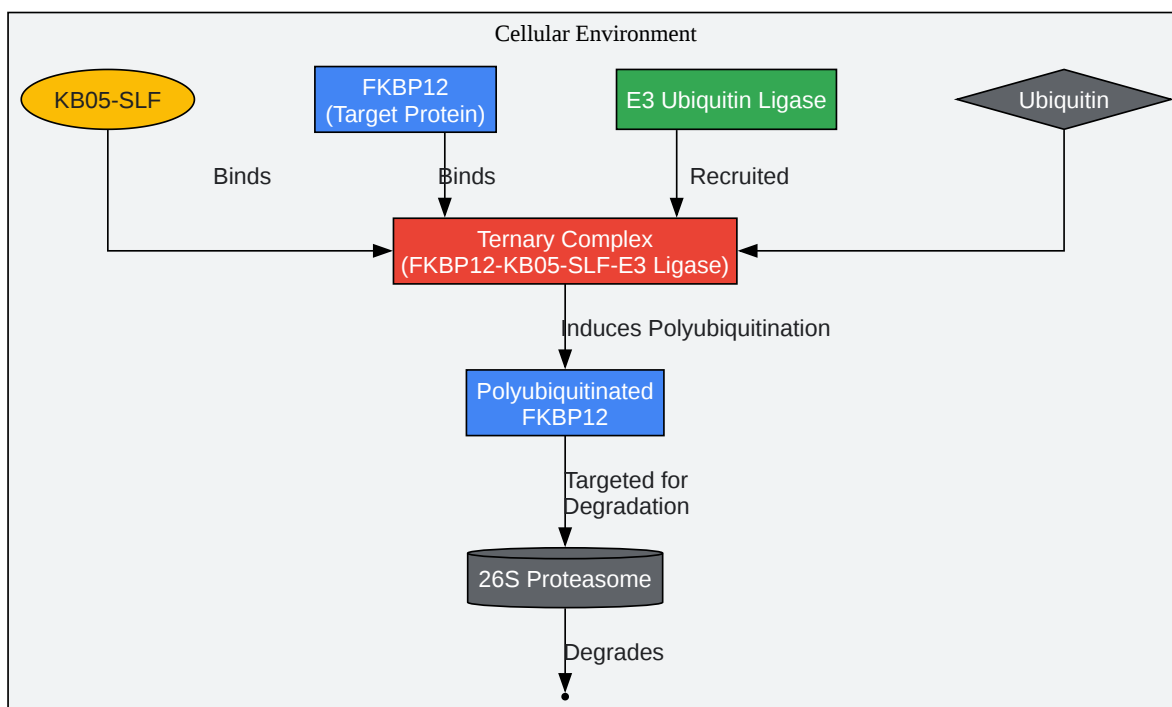 Cellular Environment
KB05-SLF
FKBP12
(Target Protein)
E3 Ubiquitin Ligase
Ubiquitin
Binds
Binds
Recruited
Ternary Complex
(FKBP12-KB05-SLF-E3 Ligase)
Induces Polyubiquitination
Polyubiquitinated
FKBP12
Targeted for
Degradation
26S Proteasome
Degrades